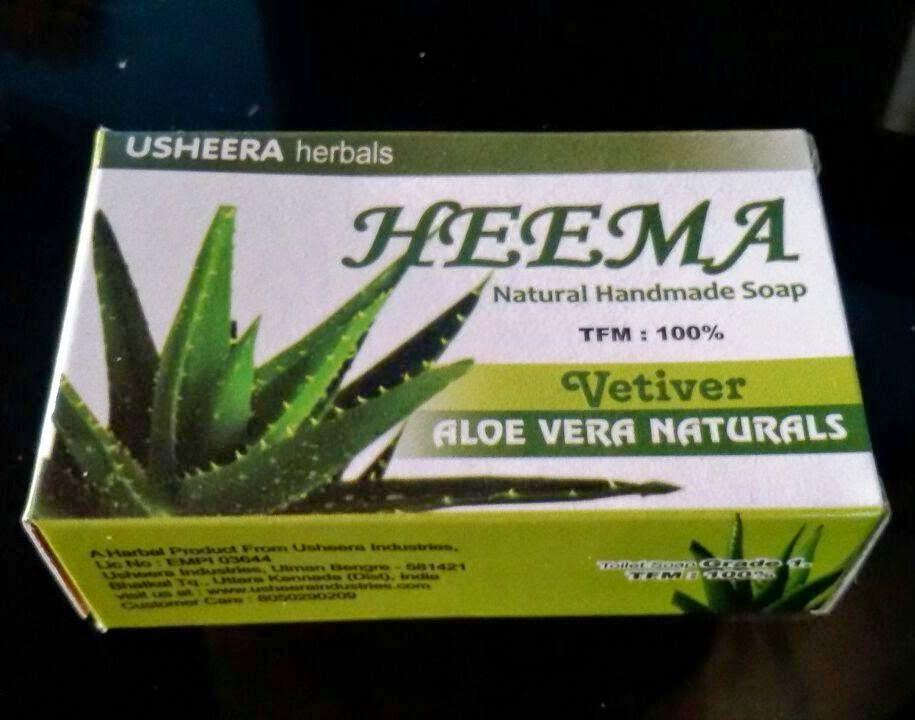 USHEERA herbals
HEEMA
Natural Handmade Soap
TFM : 100%
Vetiver
ALOE VERA NATURALS
A Harbal Product From Usheera Industries,
Lic No : EMPI 03644
Usheera Industries, Ulman Bengre - 581421
Bhatkal Tq., Uttara Kannada (Dist), India
visit us at : www.usheeraindustries.com
Customer Care : 8050290209
Toilet Soap Grade 1.
TFM : 100%